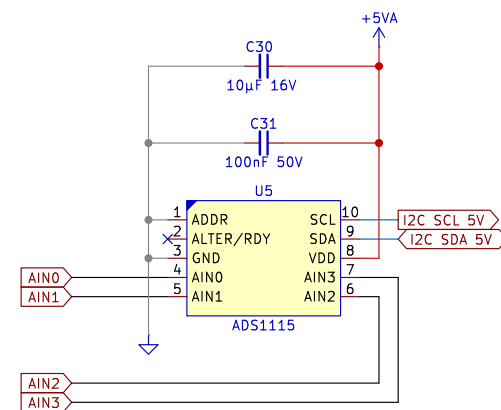 +5VA
C30
10µF 16V
C31
100nF 50V
U5
1 ADDR SCL 10 I2C SCL 5V
2 ALTER/RDY SDA 9 I2C SDA 5V
3 GND VDD 8
AIN0 4 AIN0 AIN3 7
AIN1 5 AIN1 AIN2 6
ADS1115
AIN2
AIN3